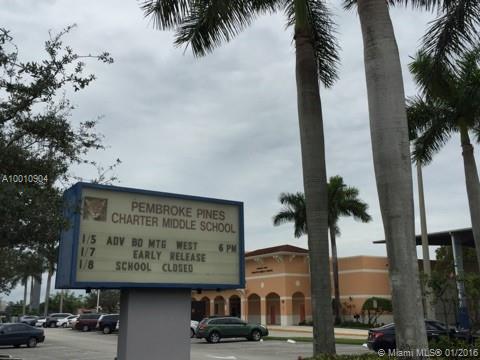 A10010904
PEMBROKE PINES
CHARTER MIDDLE SCHOOL
1/5 ADV BD MTG WEST 6 PM
1/7 EARLY RELEASE
1/8 SCHOOL CLOSED
Miami MLS® 01/2016